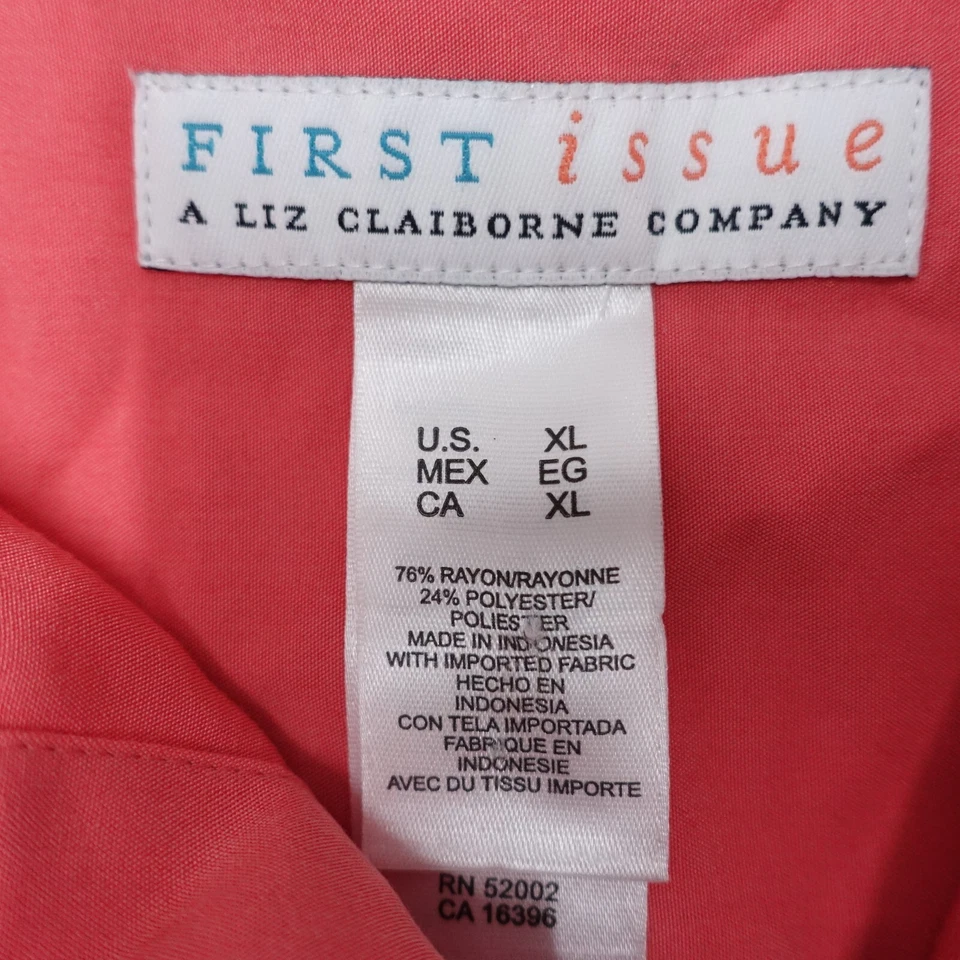 FIRST issue
A LIZ CLAIBORNE COMPANY
U.S. XL
MEX EG
CA XL
76% RAYON/RAYONNE
24% POLYESTER/
POLIESTER
MADE IN INDONESIA
WITH IMPORTED FABRIC
HECHO EN
INDONESIA
CON TELA IMPORTADA
FABRIQUE EN
INDONESIE
AVEC DU TISSU IMPORTE
RN 52002
CA 16396